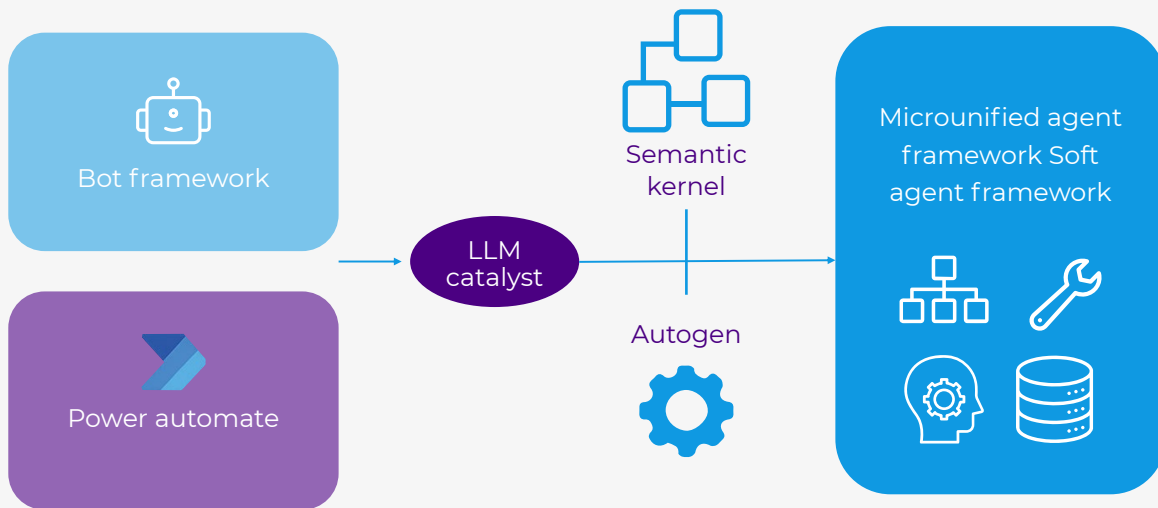 Bot framework
Power automate
LLM
catalyst
Semantic
kernel
Autogen
Microunified agent
framework Soft
agent framework